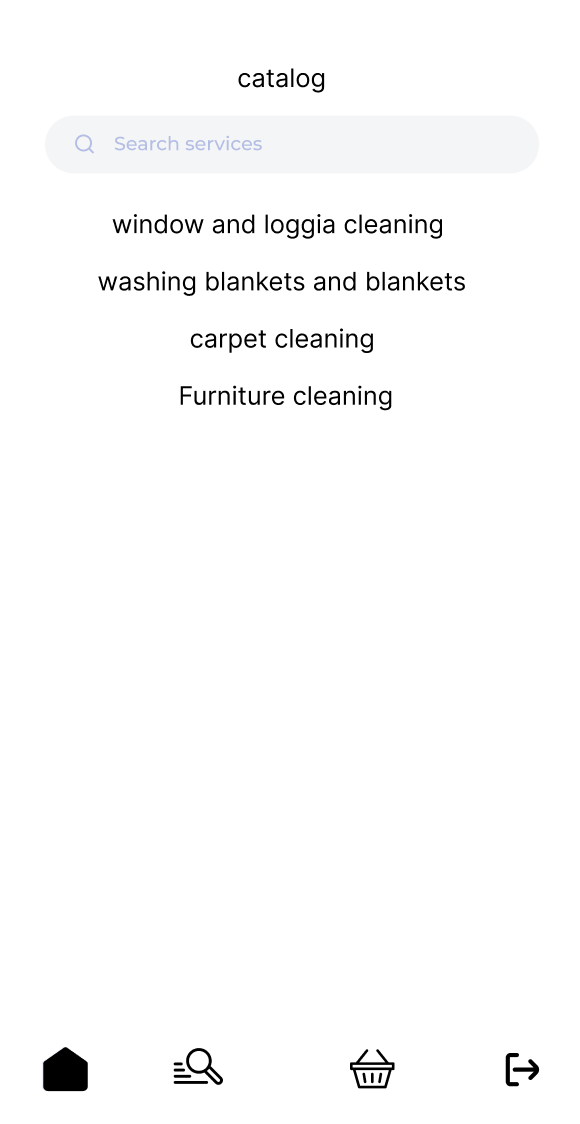 catalog
Search services
window and loggia cleaning
washing blankets and blankets
carpet cleaning
Furniture cleaning